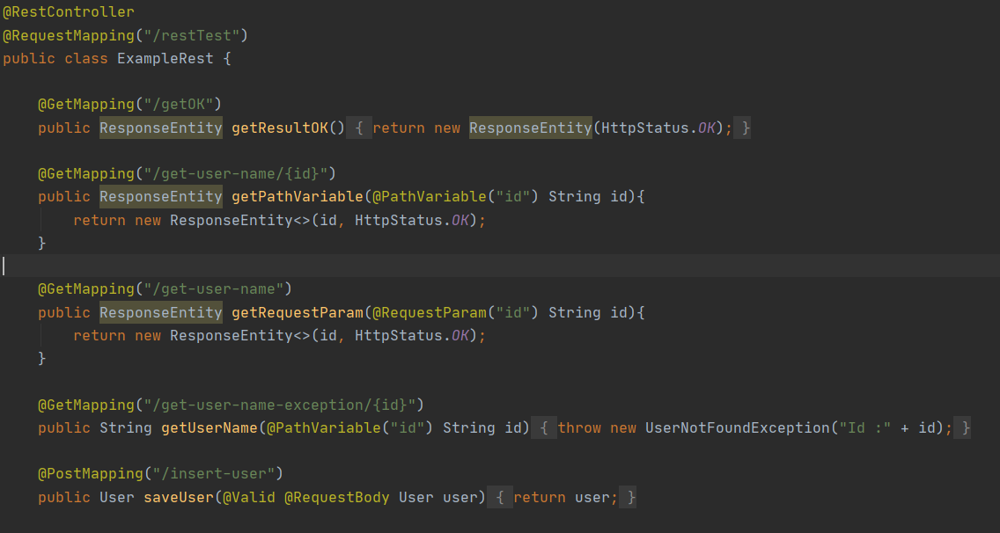 @RestController
@RequestMapping("/restTest")
public class ExampleRest {
@GetMapping("/getOK")
public ResponseEntity getResultOK() { return new ResponseEntity(HttpStatus.OK); }
@GetMapping("/get-user-name/{id}")
public ResponseEntity getPathVariable(@PathVariable("id") String id){
return new ResponseEntity<>(id, HttpStatus.OK);
}
@GetMapping("/get-user-name")
public ResponseEntity getRequestParam(@RequestParam("id") String id){
return new ResponseEntity<>(id, HttpStatus.OK);
}
@GetMapping("/get-user-name-exception/{id}")
public String getUserName(@PathVariable("id") String id) { throw new UserNotFoundException("Id :" + id); }
@PostMapping("/insert-user")
public User saveUser(@Valid @RequestBody User user) { return user; }